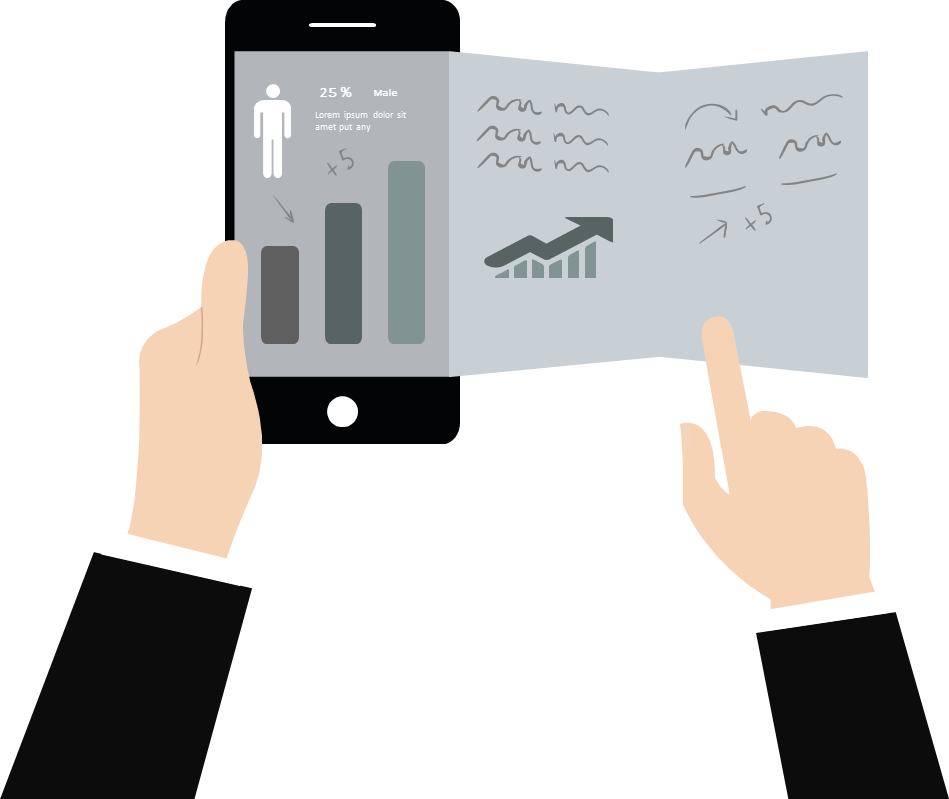 25 % Male
Lorem ipsum dolor sit
amet put any
x5
x5